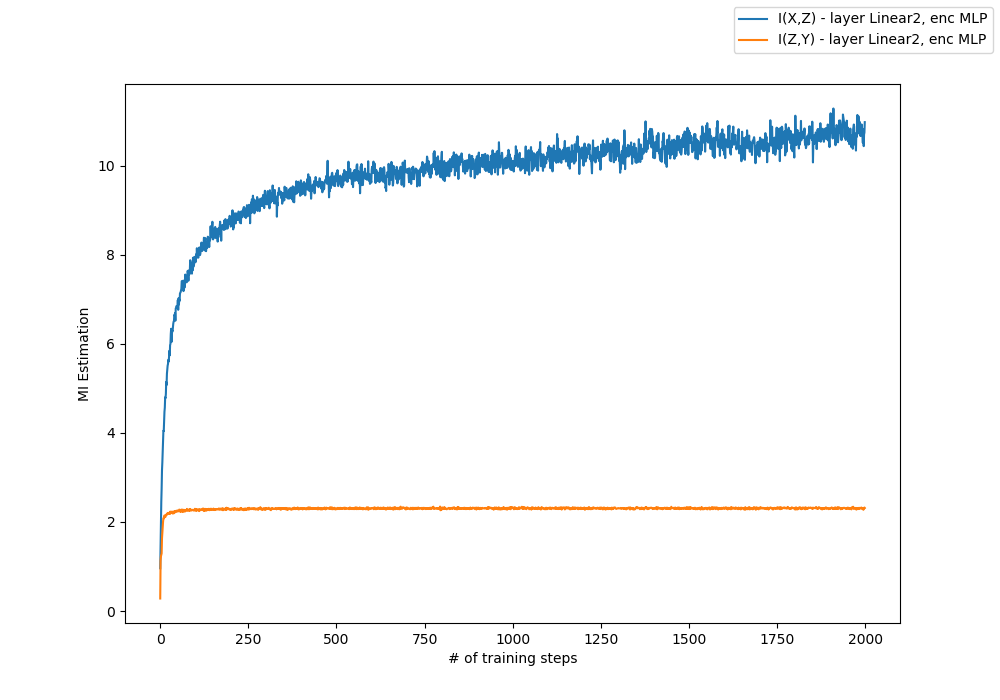 I(X,Z) - layer Linear2, enc MLP
I(Z,Y) - layer Linear2, enc MLP
10
8
6
4
2
0
MI Estimation
0 250 500 750 1000 1250 1500 1750 2000
# of training steps